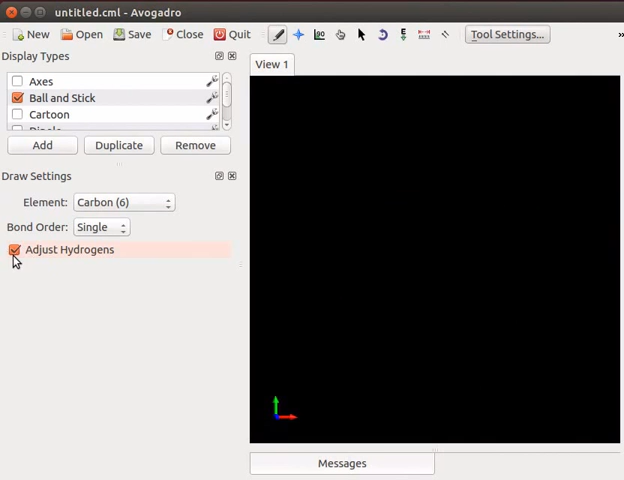 untitled.cml - Avogadro
New Open Save Close Quit Tool Settings... »
Display Types
View 1
Axes
Ball and Stick
Cartoon
Add Duplicate Remove
Draw Settings
Element: Carbon (6)
Bond Order: Single
Adjust Hydrogens
Messages